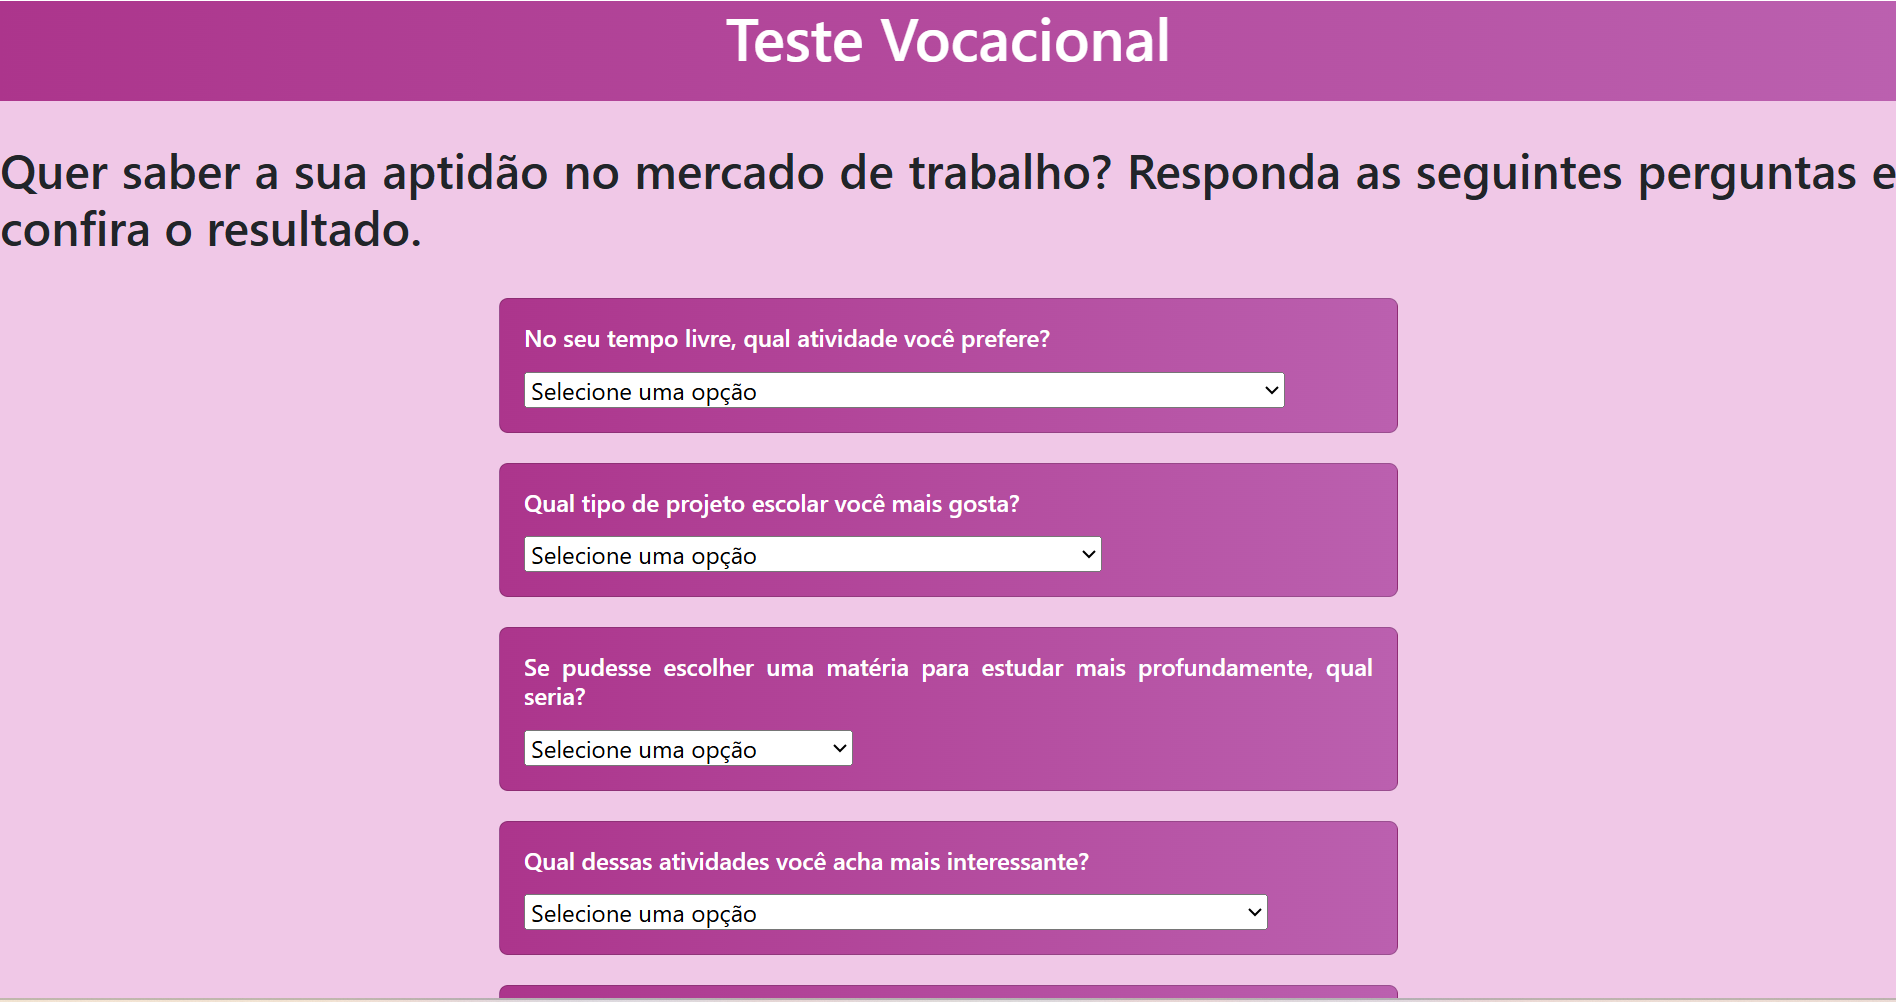 Teste Vocacional
Quer saber a sua aptidão no mercado de trabalho? Responda as seguintes perguntas e
confira o resultado.
No seu tempo livre, qual atividade você prefere?
Selecione uma opção
Qual tipo de projeto escolar você mais gosta?
Selecione uma opção
Se pudesse escolher uma matéria para estudar mais profundamente, qual
seria?
Selecione uma opção
Qual dessas atividades você acha mais interessante?
Selecione uma opção